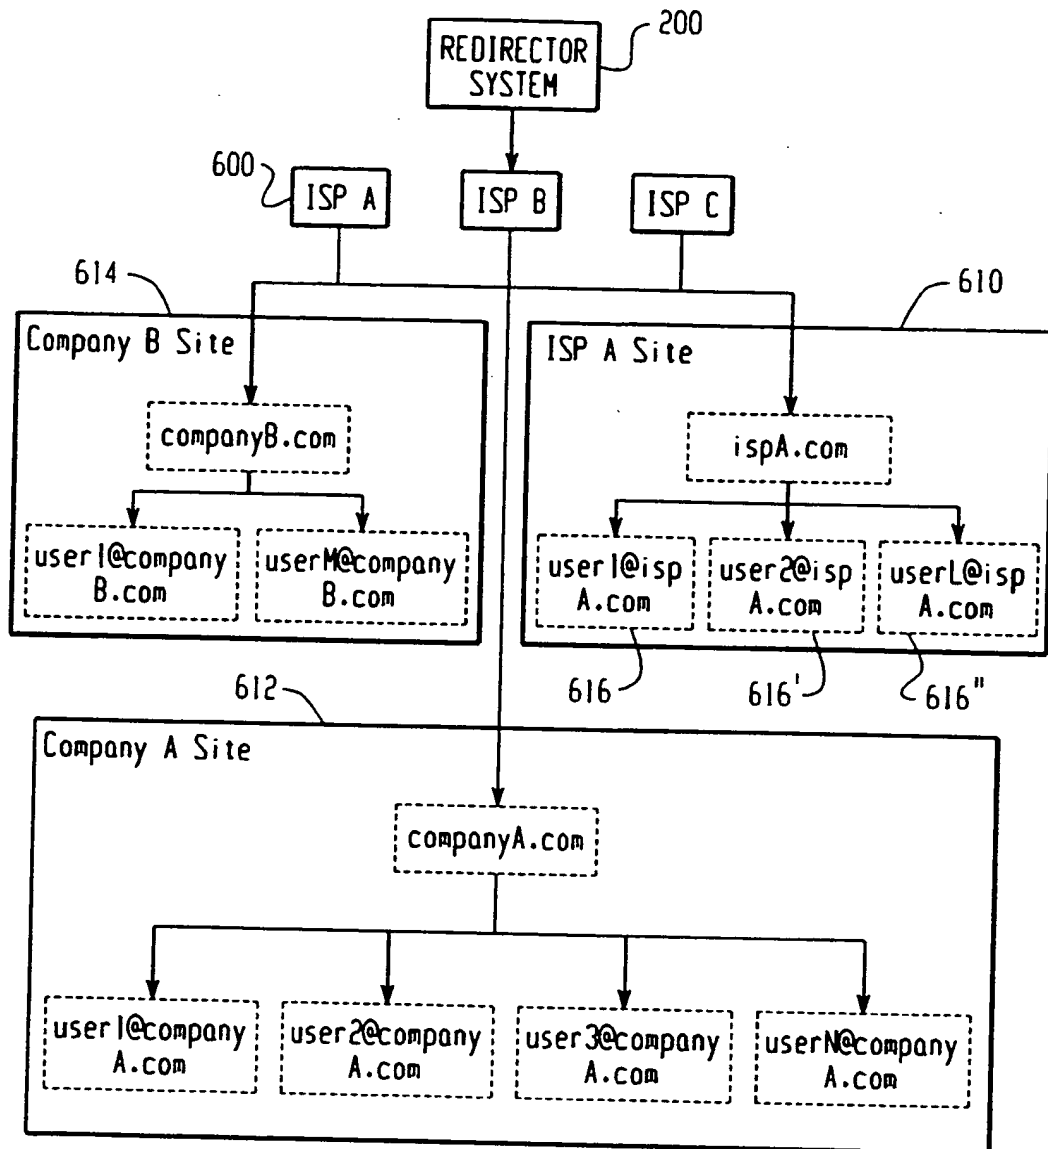 200
REDIRECTOR
SYSTEM
600
ISP A
ISP B
ISP C
614
610
Company B Site
ISP A Site
companyB.com
ispA.com
user1@company
B.com
userM@company
B.com
user1@isp
A.com
user2@isp
A.com
userL@isp
A.com
616
616'
616"
612
Company A Site
companyA.com
user1@company
A.com
user2@company
A.com
user3@company
A.com
userN@company
A.com